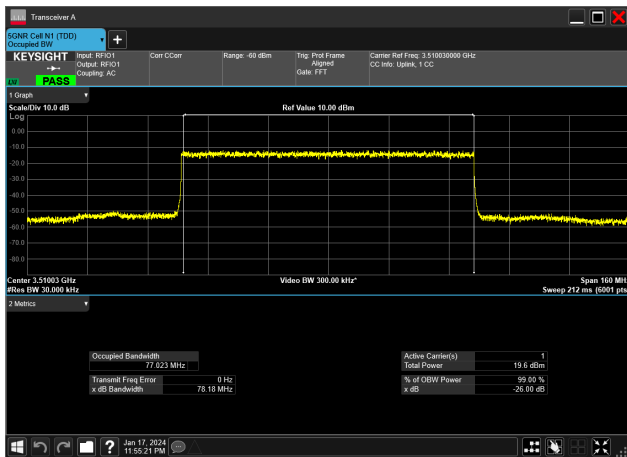 Transceiver A
5GNR Cell N1 (TDD)
Occupied BW
KEYSIGHT
Input: RFIO1
Output: RFIO1
Coupling: AC
Corr CCorr
Range: -60 dBm
Trig: Prot Frame
Aligned
Gate: FFT
Carrier Ref Freq: 3.510030000 GHz
CC Info: Uplink, 1 CC
PASS
1 Graph
Scale/Div 10.0 dB
Ref Value 10.00 dBm
Log
0.00
-10.0
-20.0
-30.0
-40.0
-50.0
-60.0
-70.0
-80.0
Center 3.51003 GHz
Video BW 300.00 kHz*
Span 160 MHz
#Res BW 30.000 kHz
Sweep 212 ms (6001 pts
2 Metrics
Occupied Bandwidth
77.023 MHz
Active Carrier(s) 1
Total Power 19.6 dBm
Transmit Freq Error 0 Hz
x dB Bandwidth 78.18 MHz
% of OBW Power 99.00 %
x dB -26.00 dB
Jan 17, 2024
11:55:21 PM